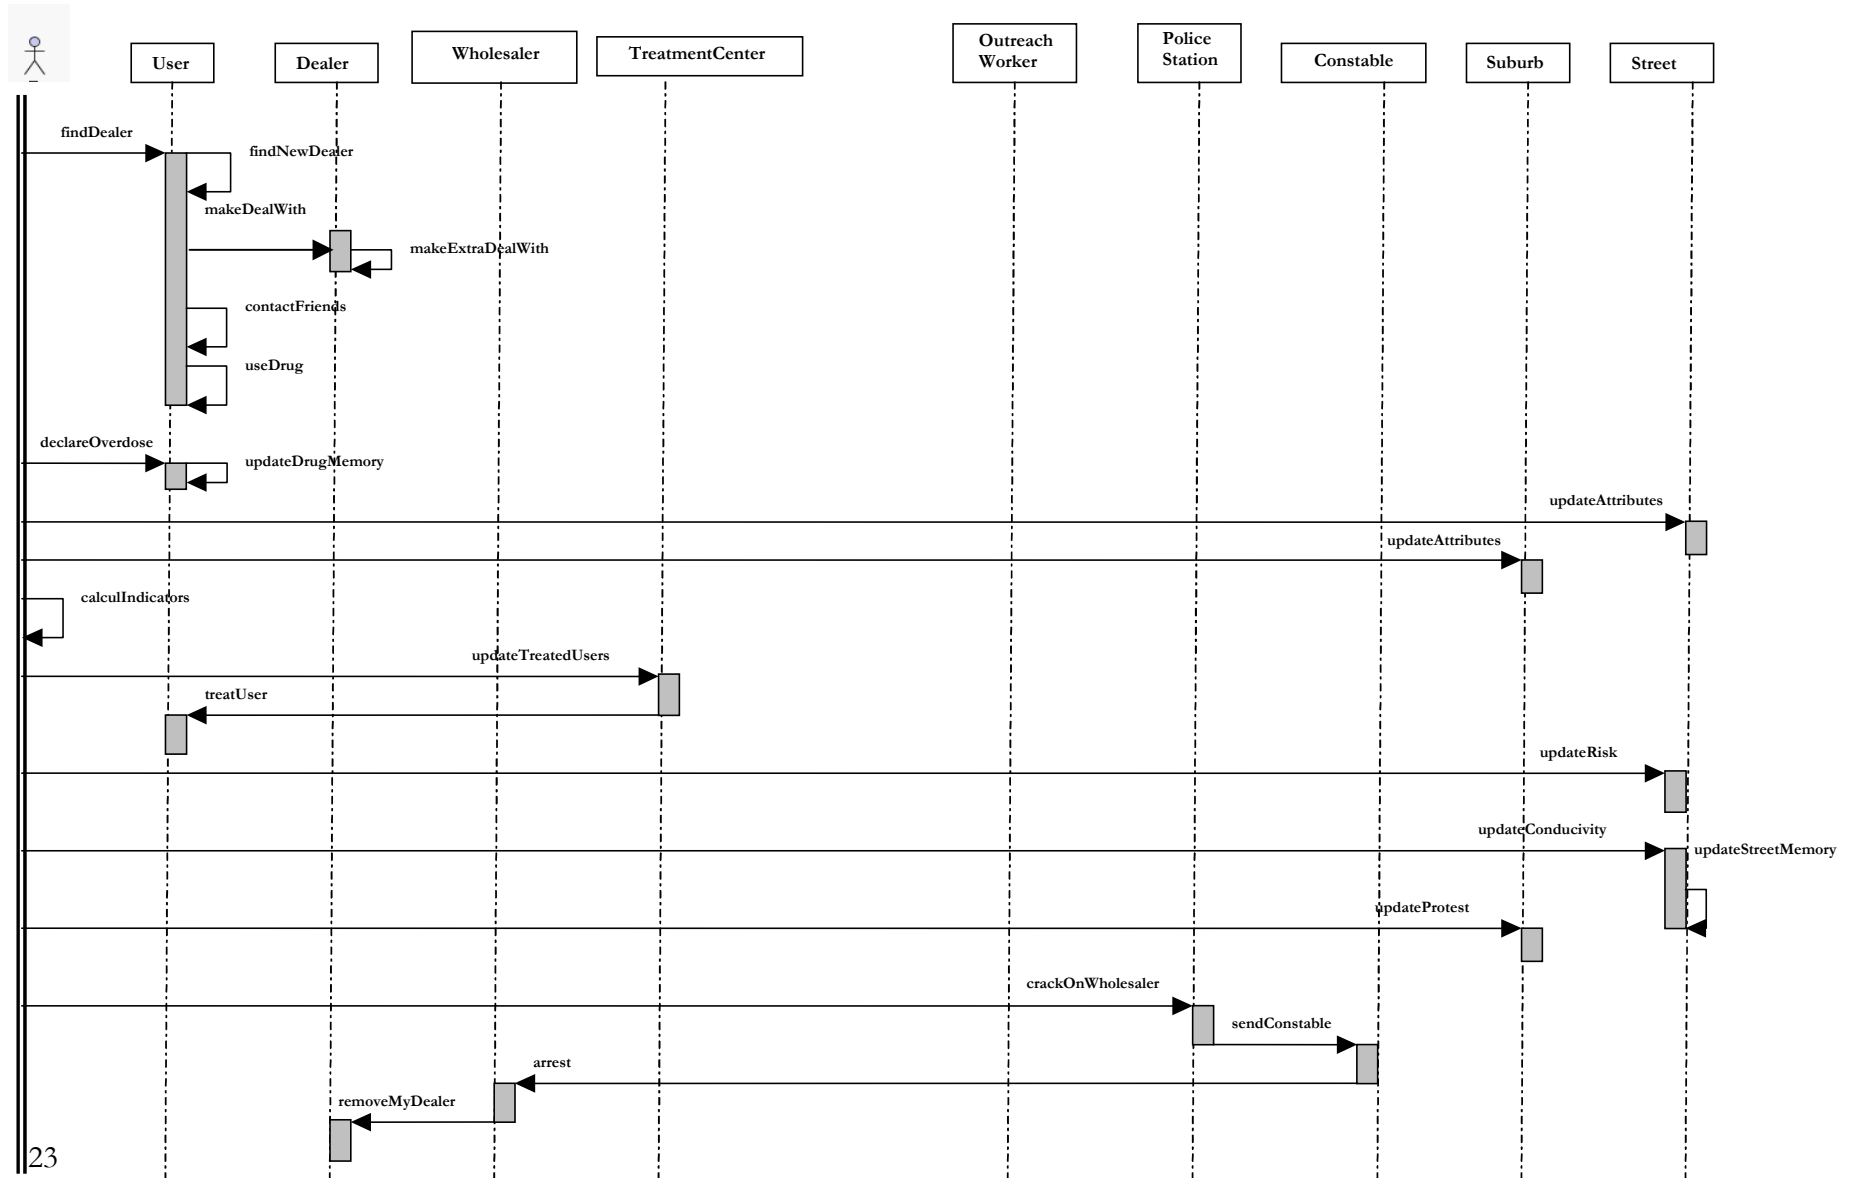 User
Dealer
Wholesaler
TreatmentCenter
Outreach
Worker
Police
Station
Constable
Suburb
Street
findDealer
findNewDealer
makeDealWith
makeExtraDealWith
contactFriends
useDrug
declareOverdose
updateDrugMemory
updateAttributes
updateAttributes
calculIndicators
updateTreatedUsers
treatUser
updateRisk
updateConducivity
updateStreetMemory
updateProtest
crackOnWholesaler
sendConstable
arrest
removeMyDealer
23